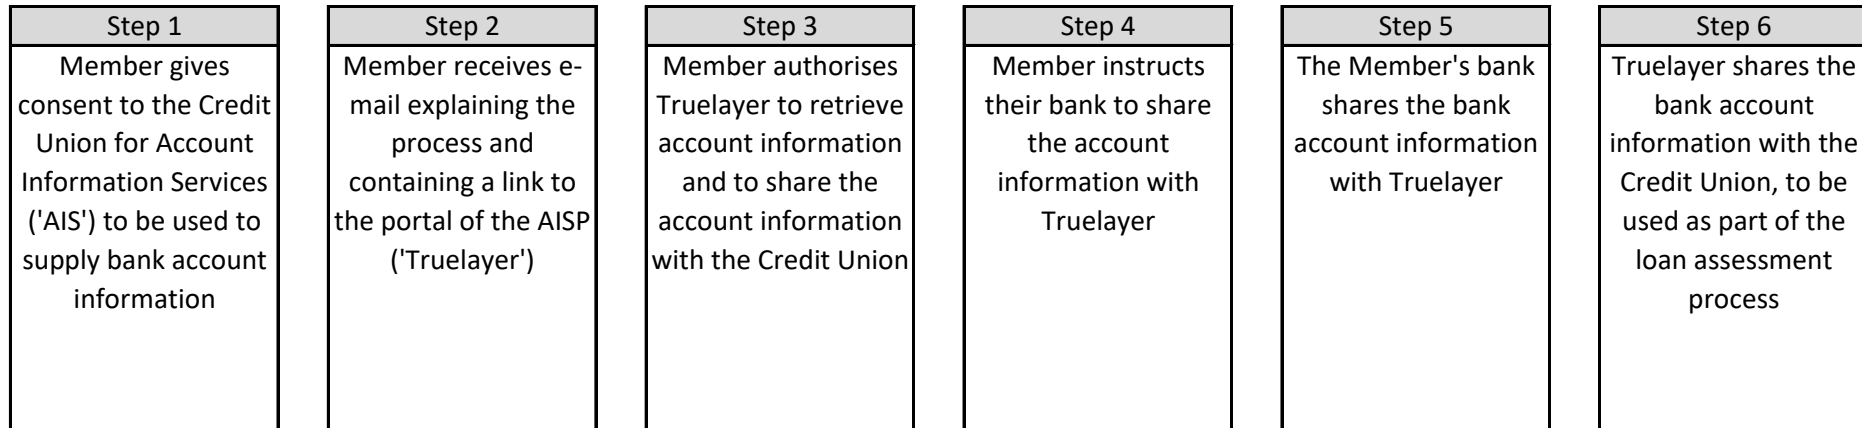 Step 1
Member gives
consent to the Credit
Union for Account
Information Services
('AIS') to be used to
supply bank account
information
Step 2
Member receives e-
mail explaining the
process and
containing a link to
the portal of the AISP
('Truelayer')
Step 3
Member authorises
Truelayer to retrieve
account information
and to share the
account information
with the Credit Union
Step 4
Member instructs
their bank to share
the account
information with
Truelayer
Step 5
The Member's bank
shares the bank
account information
with Truelayer
Step 6
Truelayer shares the
bank account
information with the
Credit Union, to be
used as part of the
loan assessment
process